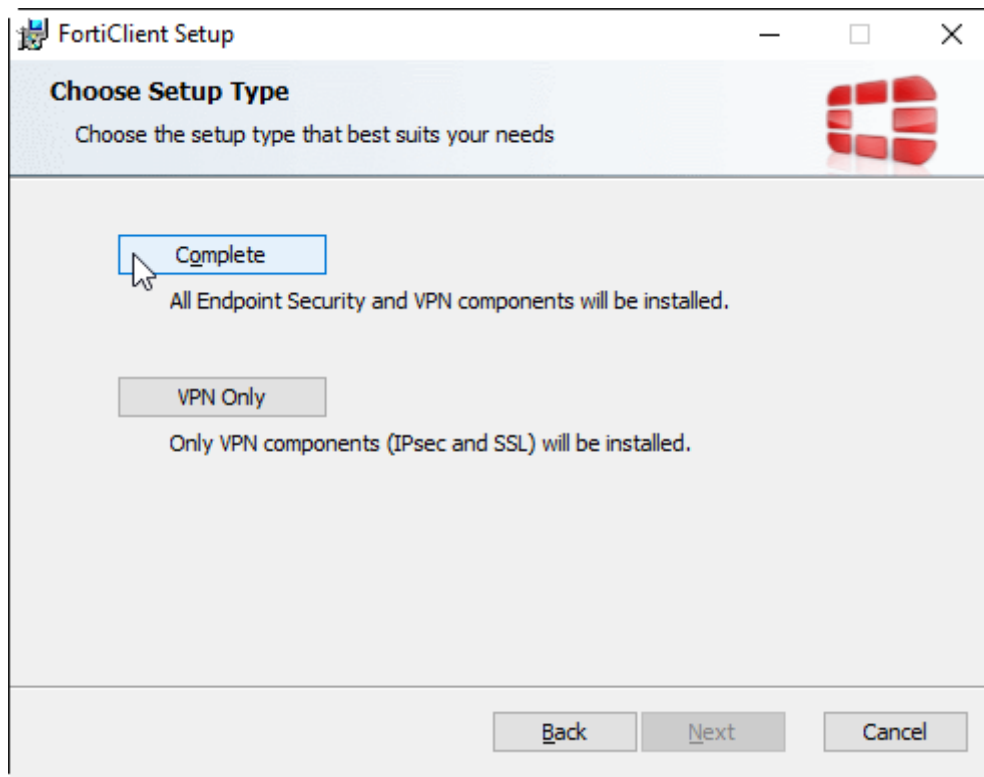 FortiClient Setup
Choose Setup Type
Choose the setup type that best suits your needs
Complete
All Endpoint Security and VPN components will be installed.
VPN Only
Only VPN components (IPsec and SSL) will be installed.
Back Next Cancel